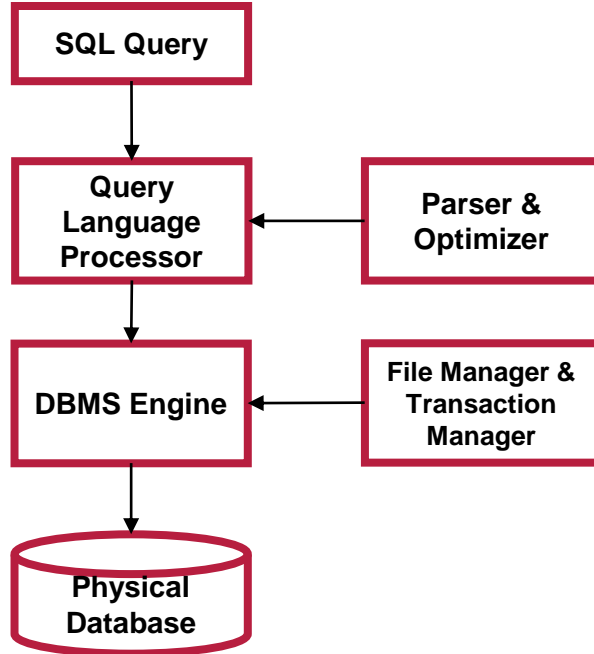 SQL Query
Query
Language
Processor
Parser &
Optimizer
DBMS Engine
File Manager &
Transaction
Manager
Physical
Database